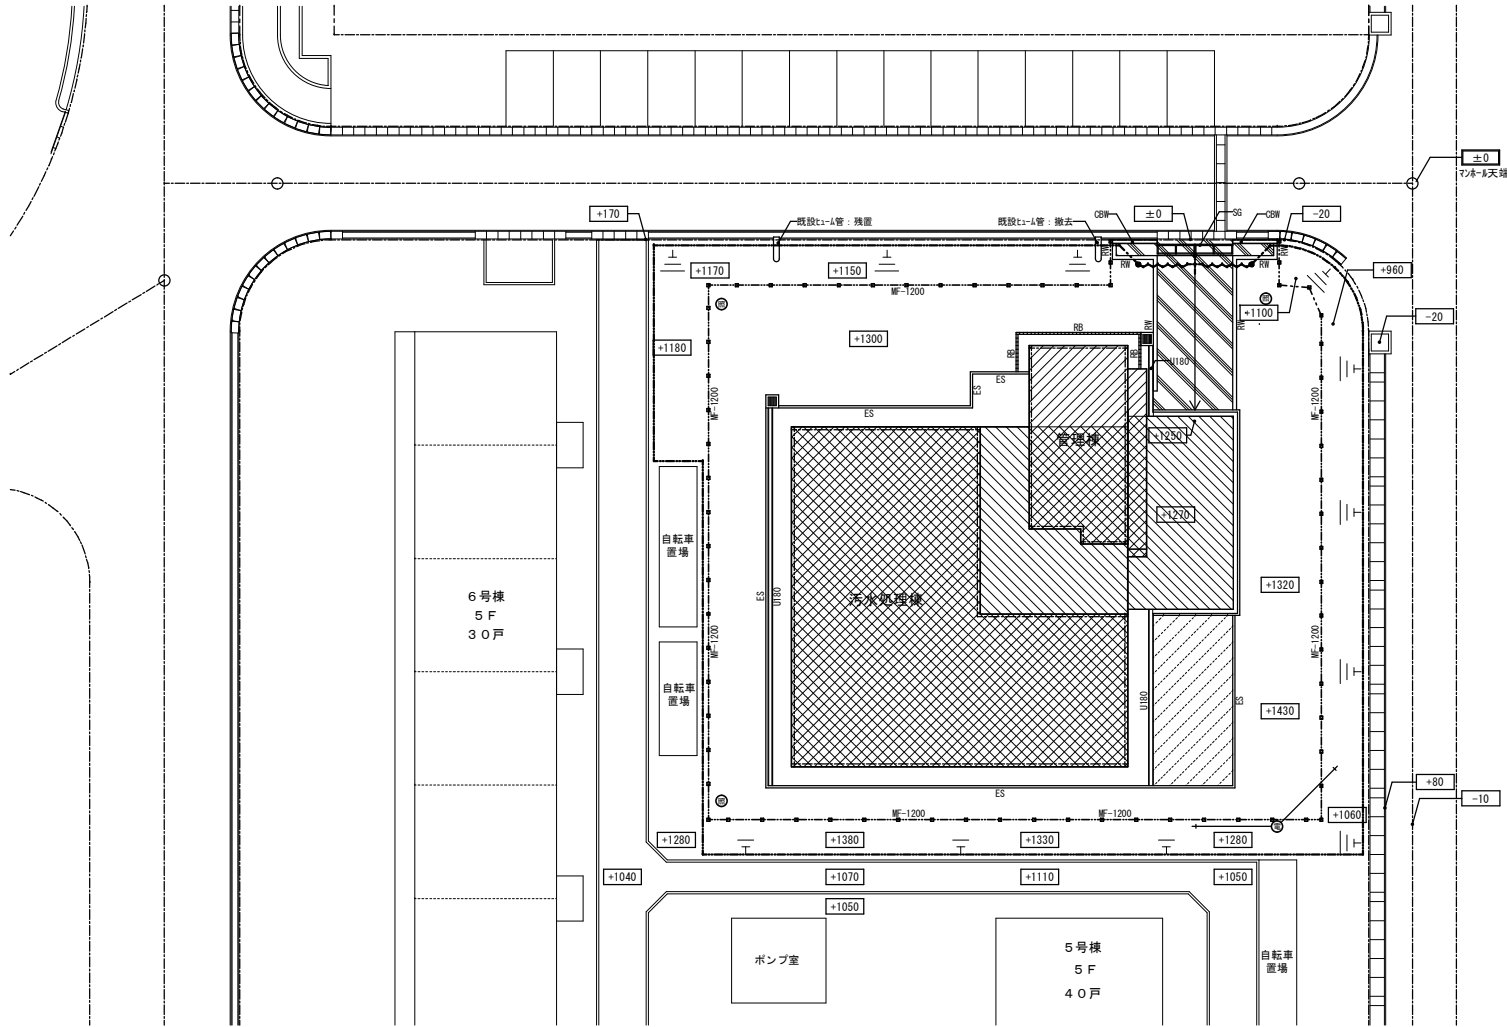 ±0
マンホール天端
+170
既設ヒューム管：残置
既設ヒューム管：撤去
CBW
±0
SG
CBW
-20
RW
RW
RW
RW
+1170
+1150
MF-1200
+960
+1100
-20
+1180
+1300
RB
RB
RB
RW
RW
U180
ES
ES
ES
MF-1200
MF-1200
管理棟
+1250
+1270
自転車
置場
6号棟
5F
30戸
ES
U180
汚水処理棟
+1320
MF-1200
MF-1200
自転車
置場
U180
ES
+1430
+80
-10
ES
MF-1200
MF-1200
+1060
+1280
+1380
+1330
+1280
+1040
+1070
+1110
+1050
+1050
ポンプ室
5号棟
5F
40戸
自転車
置場